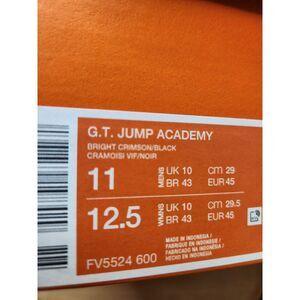 G.T. JUMP ACADEMY
BRIGHT CRIMSON/BLACK
CRAMOISI VIF/NOIR
11 MENS UK 10 cm 29
BR 43 EUR 45
12.5 WMNS UK 10 cm 29.5
BR 43 EUR 45
MADE IN INDONESIA /
FABRIQUÉ EN INDONÉSIE /
FABRICADO EN INDONESIA /
HECHO EN INDONESIA
FV5524 600